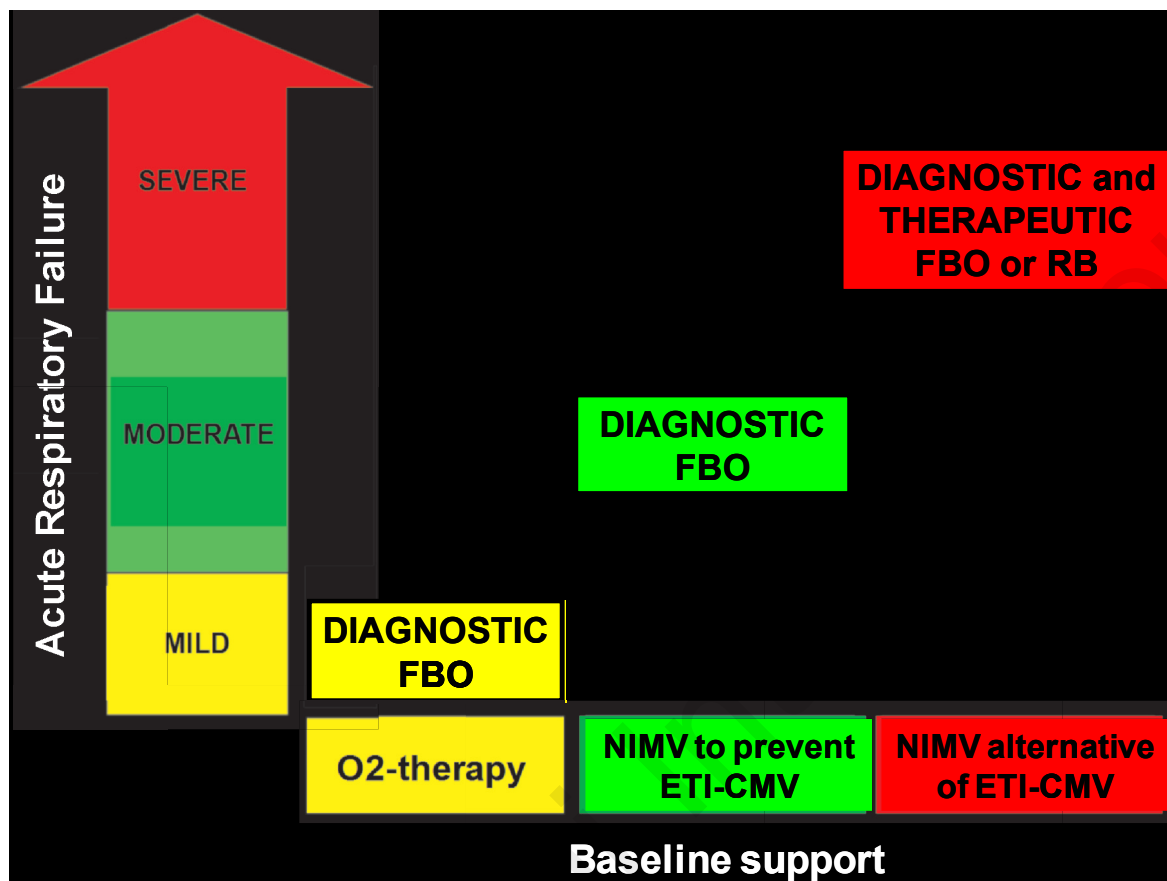 Acute Respiratory Failure
SEVERE
MODERATE
MILD
DIAGNOSTIC and
THERAPEUTIC
FBO or RB
DIAGNOSTIC
FBO
DIAGNOSTIC
FBO
O2-therapy
NIMV to prevent
ETI-CMV
NIMV alternative
of ETI-CMV
Baseline support